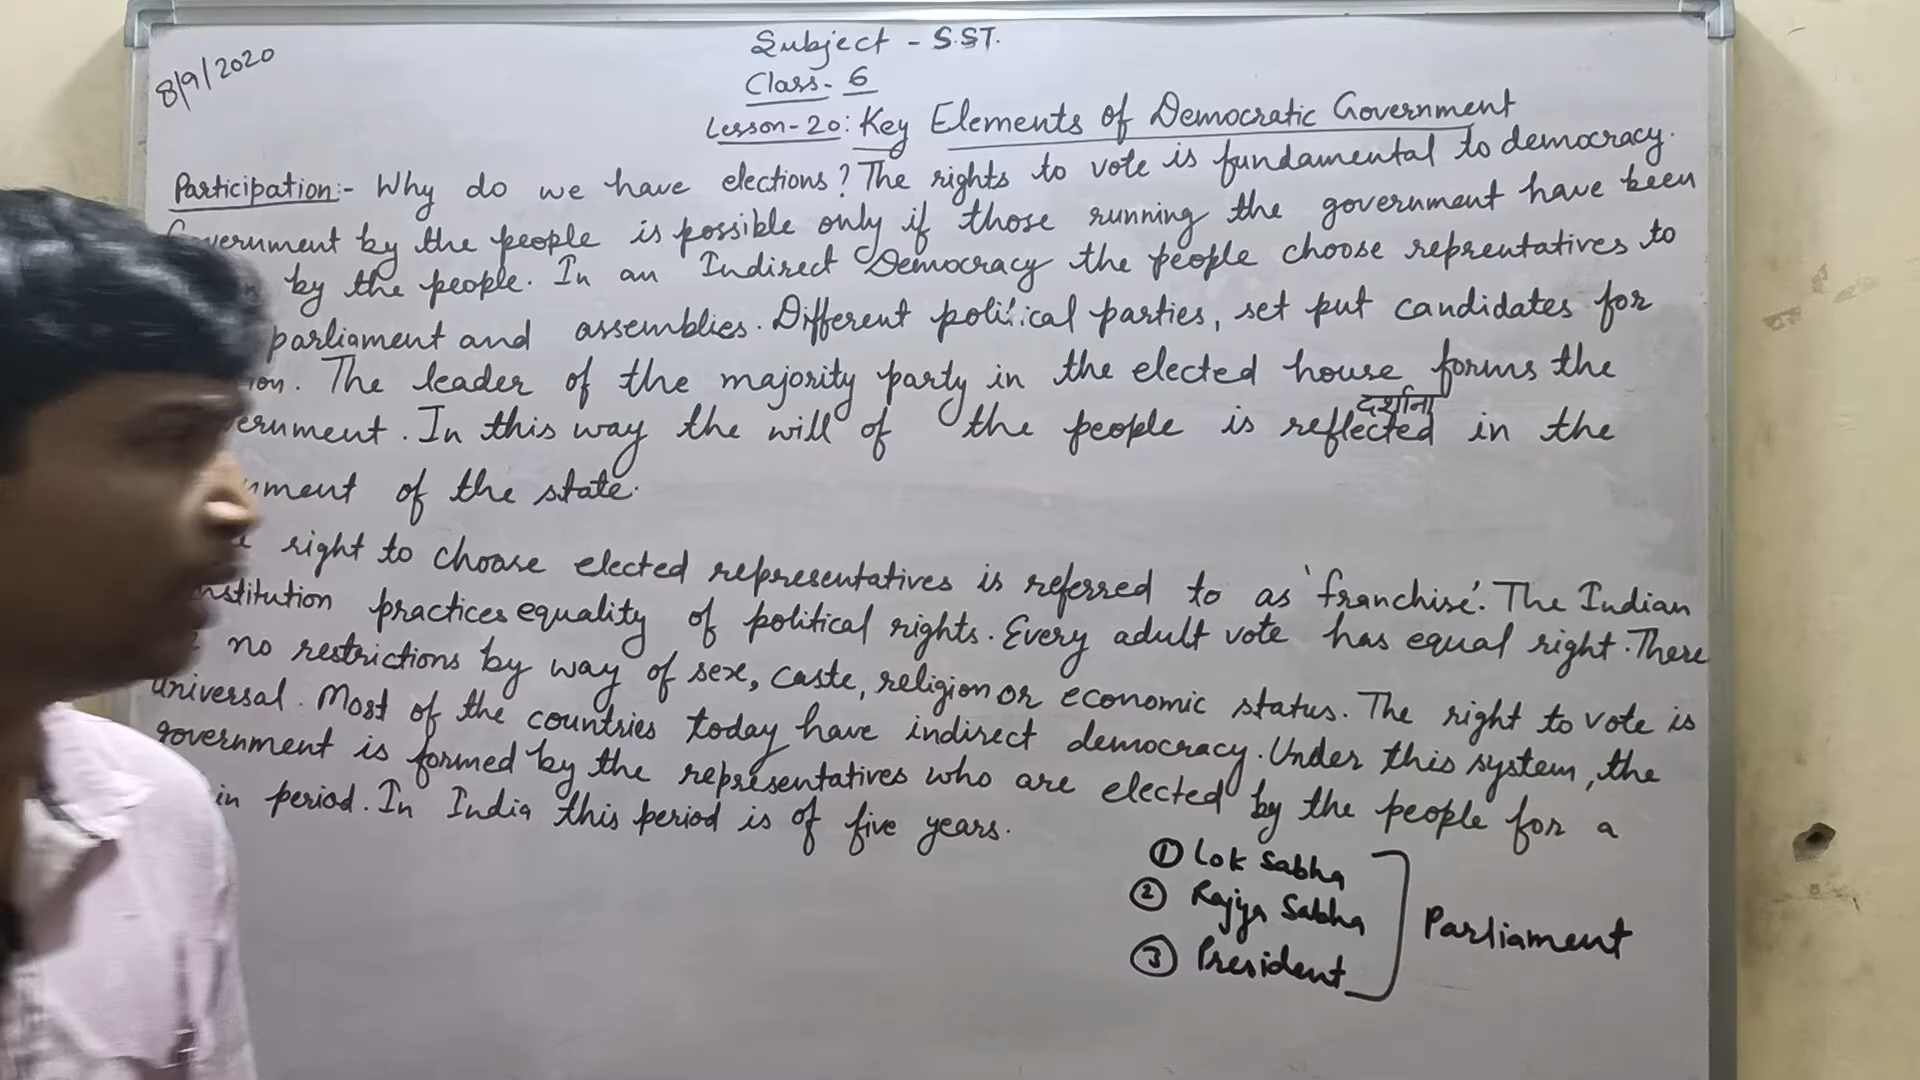 8/9/2020
Subject - S.ST.
Class- 6
Lesson-20: Key Elements of Democratic Government
Participation:- Why do we have elections? The rights to vote is fundamental to democracy.
Government by the people is possible only if those running the government have been
by the people. In an Indirect Democracy the people choose reprentatives to
parliament and assemblies. Different political parties, set put candidates for
The leader of the majority party in the elected house forms the
दर्शाना
ernment. In this way the will of the people is reflected in the
nment of the state.
right to choose elected representatives is referred to as 'franchise'. The Indian
nstitution practices equality of political rights. Every adult vote has equal right. There
no restrictions by way of sex, caste, religion or economic status. The right to vote is
universal. Most of the countries today have indirect democracy. Under this system, the
government is formed by the representatives who are elected by the people for a
in period. In India this period is of five years.
① Lok Sabha
② Rajya Sabha
③ President
Parliament